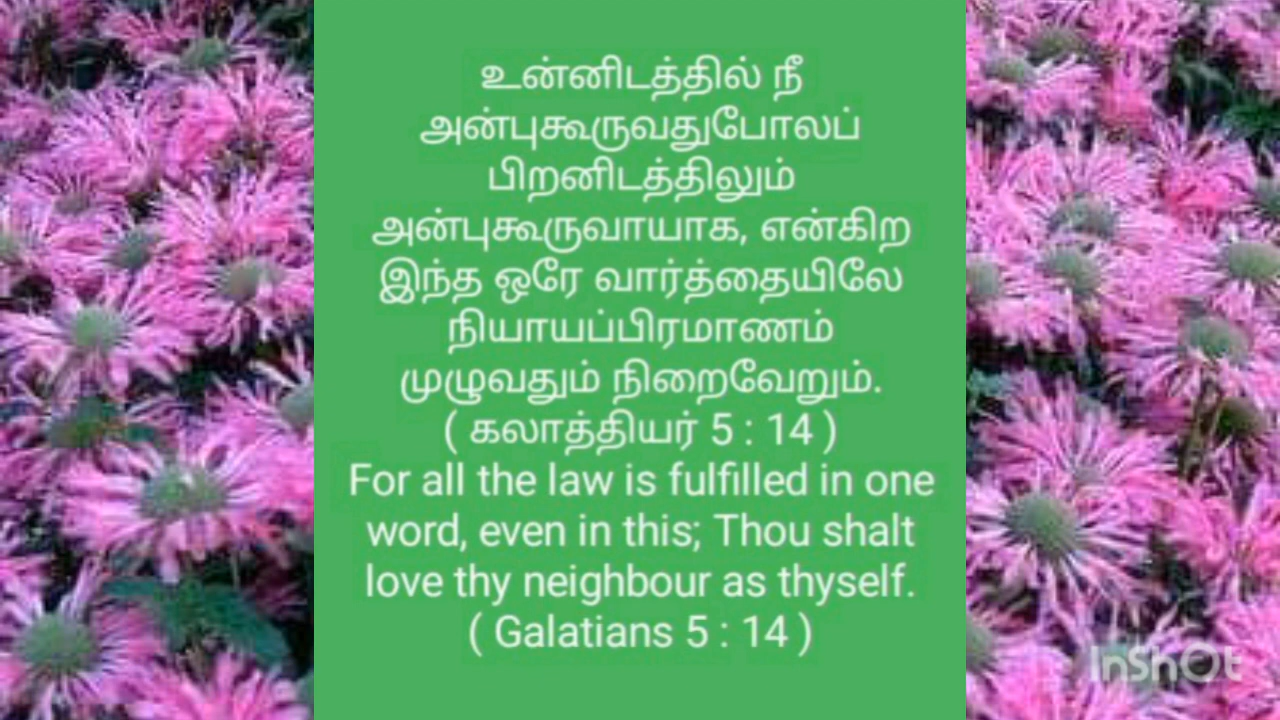 உன்னிடத்தில் நீ
அன்புகூருவதுபோலப்
பிறனிடத்திலும்
அன்புகூருவாயாக, என்கிற
இந்த ஒரே வார்த்தையிலே
நியாயப்பிரமாணம்
முழுவதும் நிறைவேறும்.
( கலாத்தியர் 5 : 14 )
For all the law is fulfilled in one
word, even in this; Thou shalt
love thy neighbour as thyself.
( Galatians 5 : 14 )
InShOt